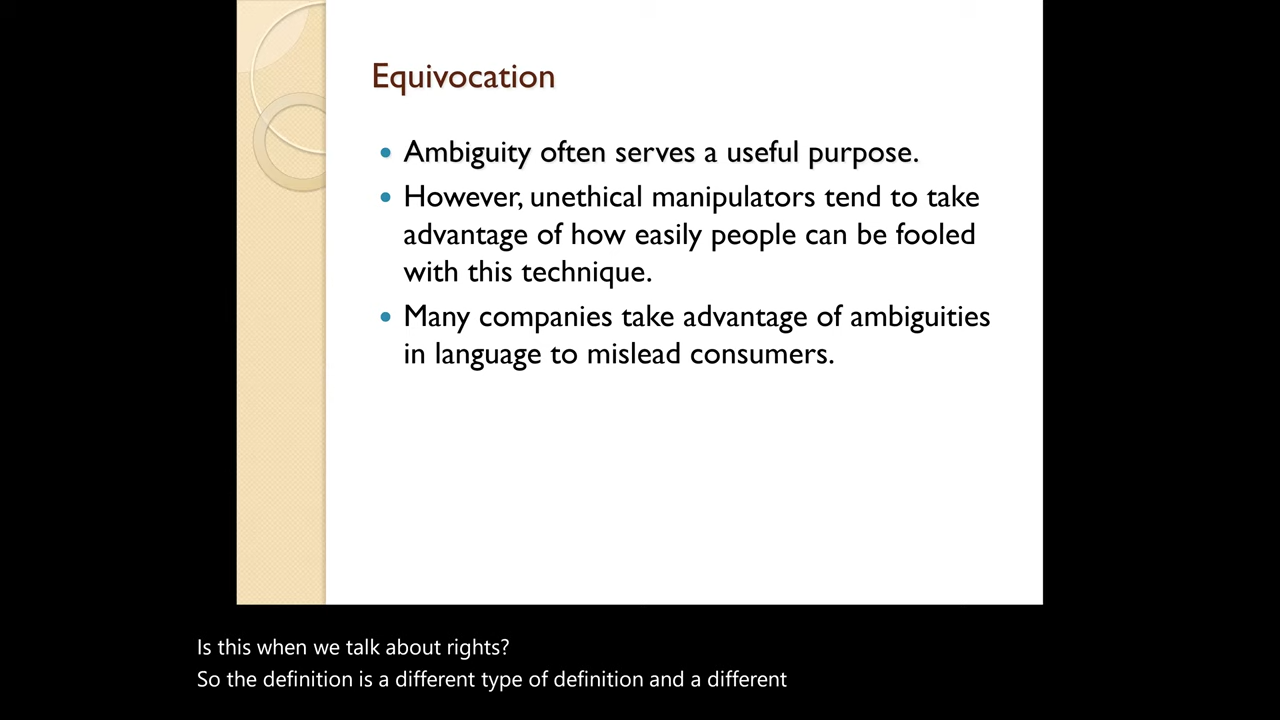 Equivocation
Ambiguity often serves a useful purpose.
However, unethical manipulators tend to take
advantage of how easily people can be fooled
with this technique.
Many companies take advantage of ambiguities
in language to mislead consumers.
Is this when we talk about rights?
So the definition is a different type of definition and a different